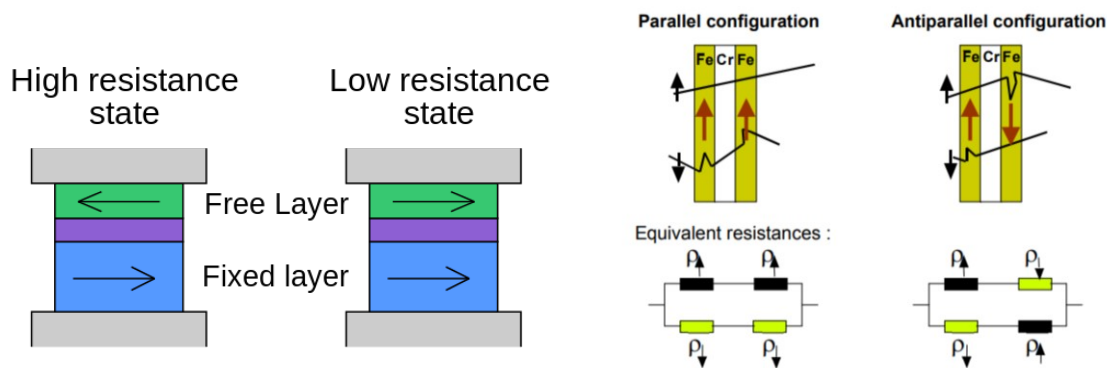 High resistance
state
Low resistance
state
Free Layer
Fixed layer
Parallel configuration
Antiparallel configuration
Fe Cr Fe
Fe Cr Fe
Equivalent resistances :
ρ ρ
ρ ρ
ρ ρ
ρ ρ